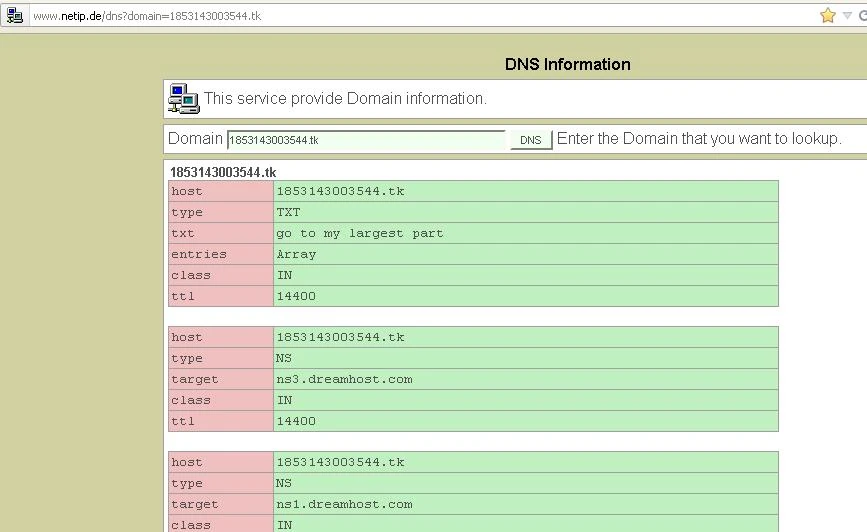 www.netip.de/dns?domain=1853143003544.tk
DNS Information
This service provide Domain information.
Domain 1853143003544.tk DNS Enter the Domain that you want to lookup.
1853143003544.tk
host 1853143003544.tk
type TXT
txt go to my largest part
entries Array
class IN
ttl 14400
host 1853143003544.tk
type NS
target ns3.dreamhost.com
class IN
ttl 14400
host 1853143003544.tk
type NS
target ns1.dreamhost.com
class IN